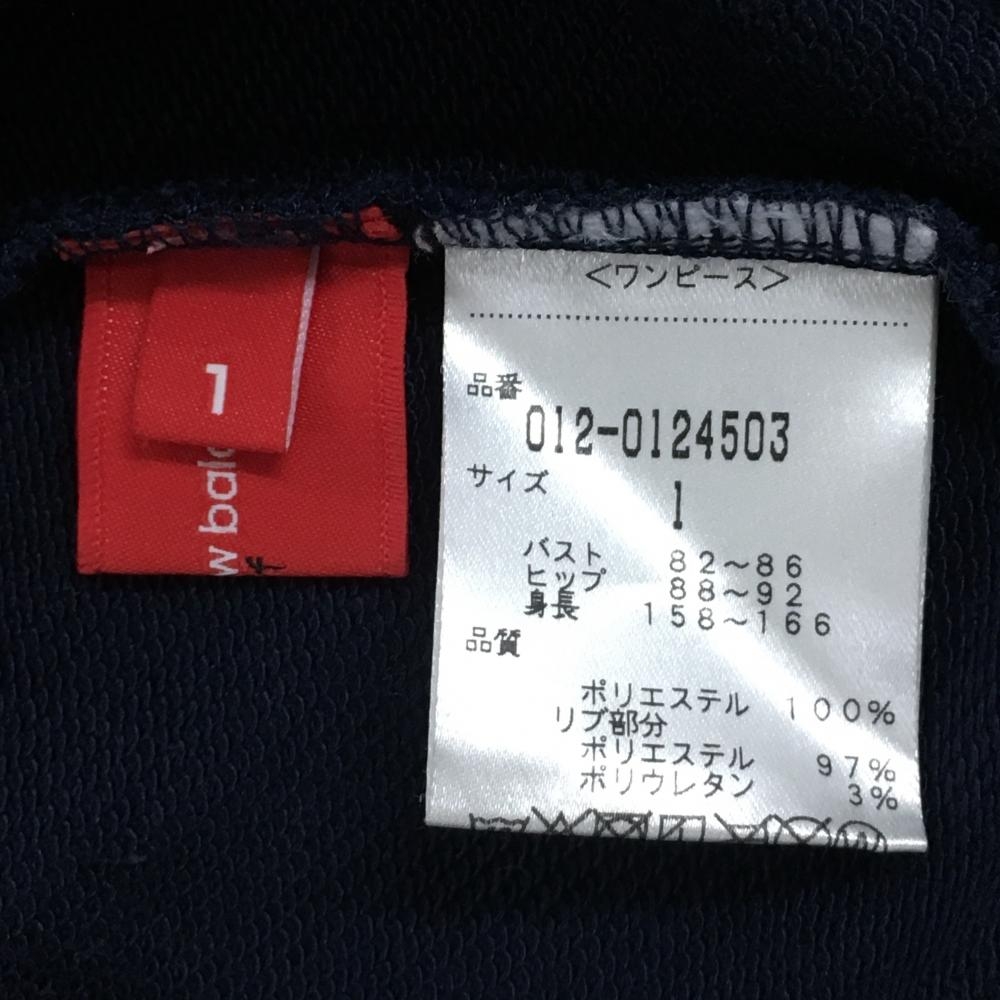 1
<ワンピース>
品番
012-0124503
サイズ
1
バスト 82~86
ヒップ 88~92
身長 158~166
品質
ポリエステル 100%
リブ部分
ポリエステル 97%
ポリウレタン 3%